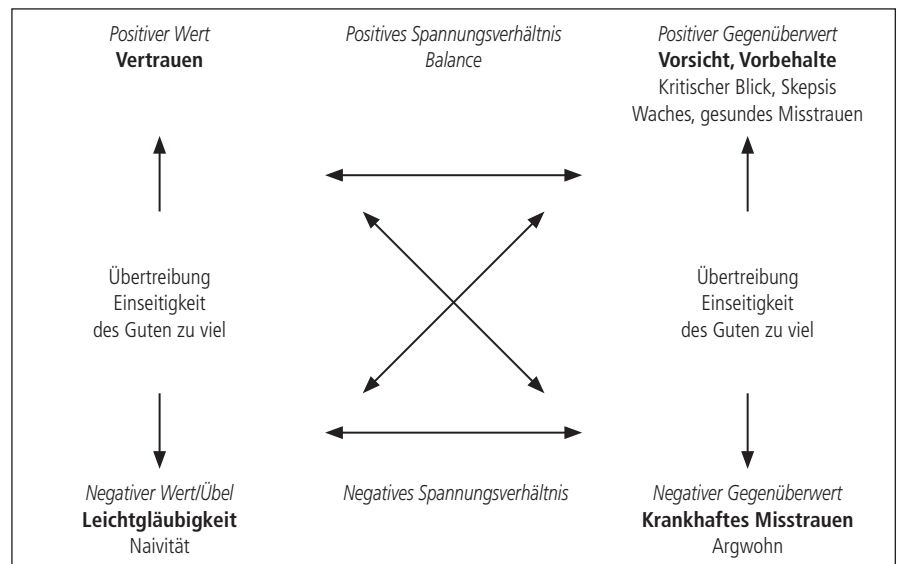 Positiver Wert
Vertrauen
Positives Spannungsverhältnis
Balance
Positiver Gegenüberwert
Vorsicht, Vorbehalte
Kritischer Blick, Skepsis
Waches, gesundes Misstrauen
Übertreibung
Einseitigkeit
des Guten zu viel
Übertreibung
Einseitigkeit
des Guten zu viel
Negativer Wert/Übel
Leichtgläubigkeit
Naivität
Negatives Spannungsverhältnis
Negativer Gegenüberwert
Krankhaftes Misstrauen
Argwohn